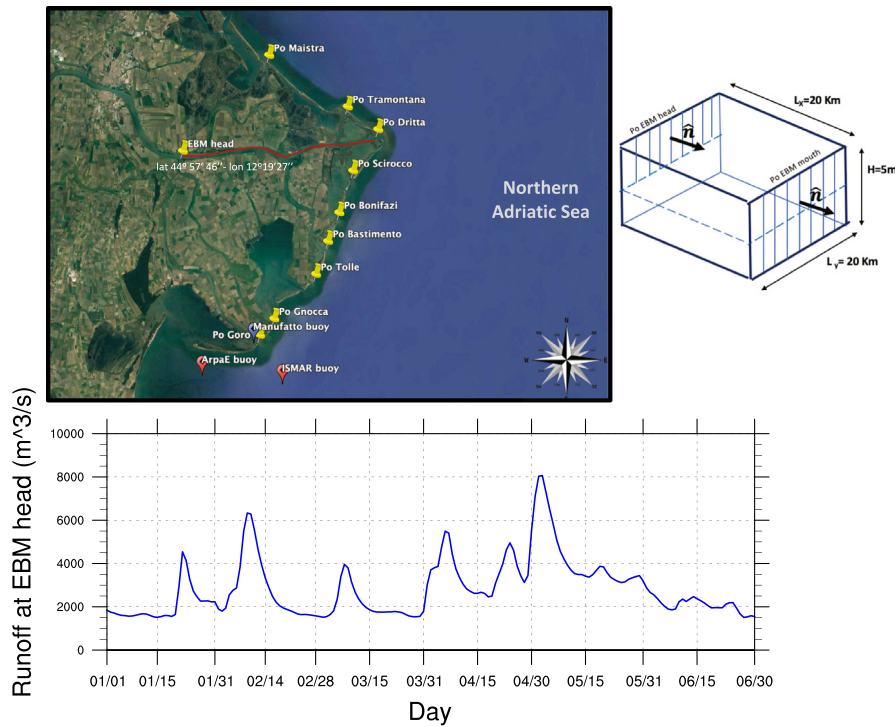 Po Maistra
Po Tramontana
Po Dritta
EBM head
lat 44º 57' 46''- lon 12º19'27''
Po Scirocco
Po Bonifazi
Po Bastimento
Po Tolle
Po Gnocca
Manufatto buoy
Po Goro
ArpaE buoy
ISMAR buoy
Northern
Adriatic Sea
N
W
E
S
Po EBM head
n̂
Lx=20 Km
Po EBM mouth
n̂
H=5m
Ly= 20 Km
Runoff at EBM head (m^3/s)
10000
8000
6000
4000
2000
0
01/01 01/15 01/31 02/14 02/28 03/15 03/31 04/15 04/30 05/15 05/31 06/15 06/30
Day